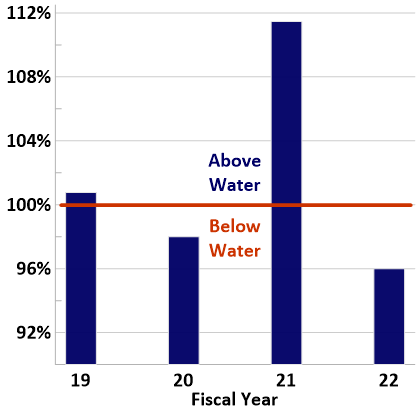 112%
108%
104%
Above
Water
100%
Below
Water
96%
92%
19 20 21 22
Fiscal Year